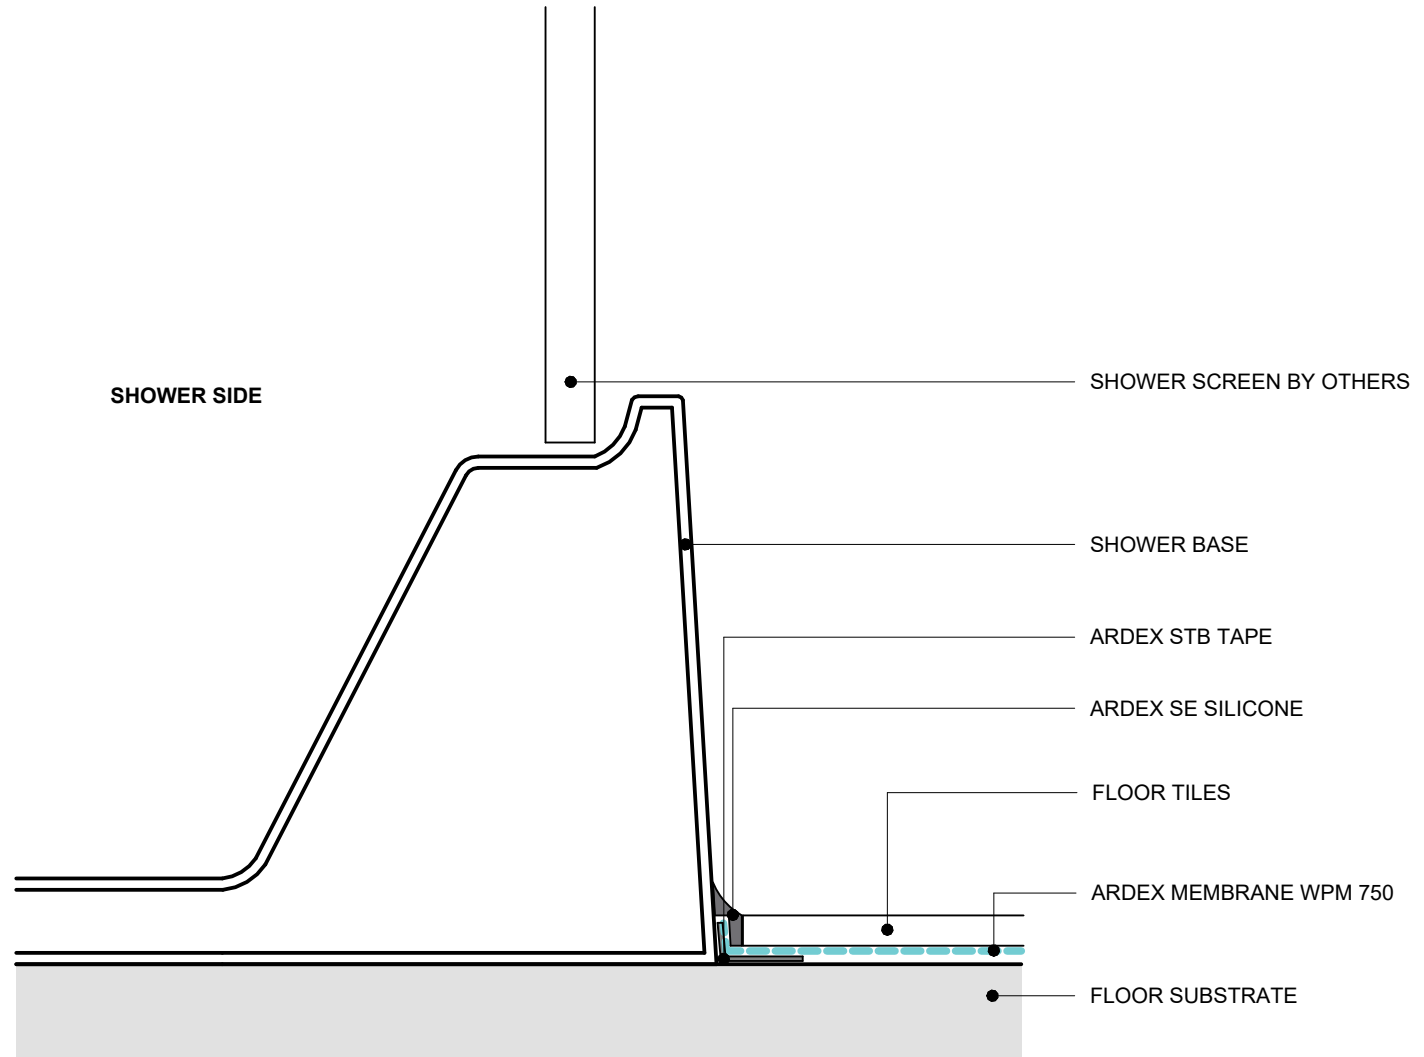 SHOWER SCREEN BY OTHERS
SHOWER SIDE
SHOWER BASE
ARDEX STB TAPE
ARDEX SE SILICONE
FLOOR TILES
ARDEX MEMBRANE WPM 750
FLOOR SUBSTRATE